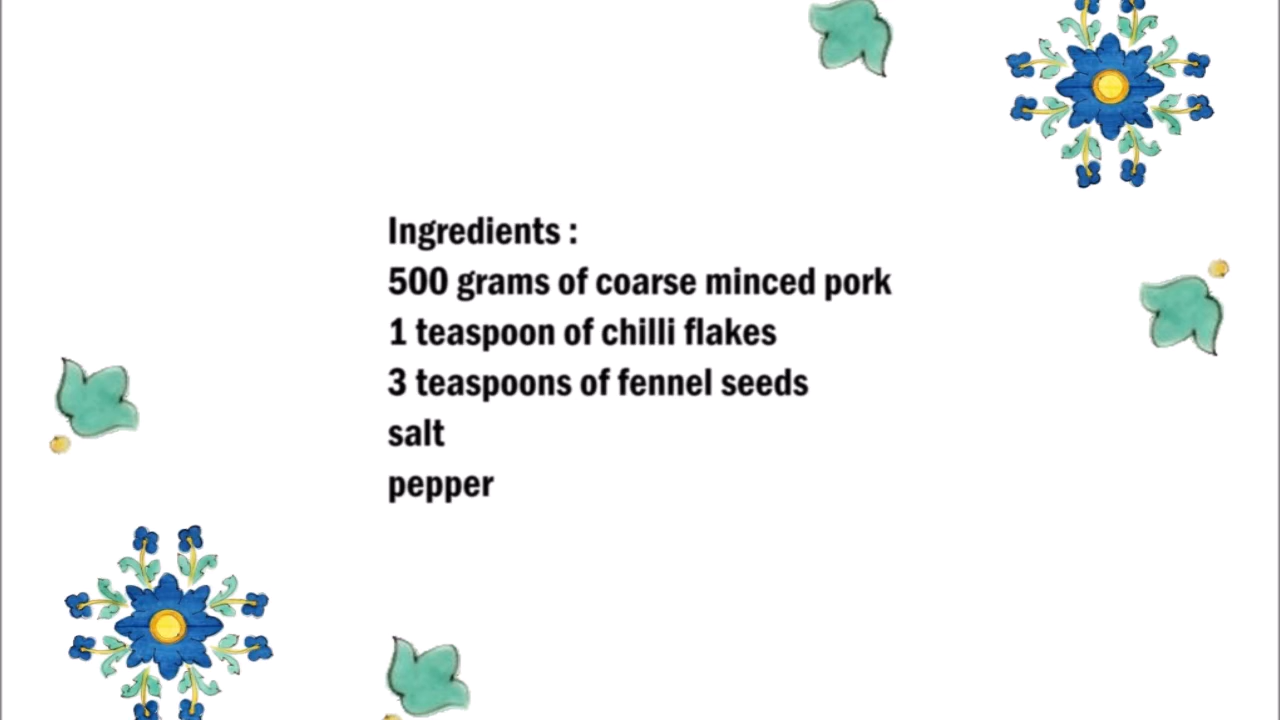 Ingredients :
500 grams of coarse minced pork
1 teaspoon of chilli flakes
3 teaspoons of fennel seeds
salt
pepper